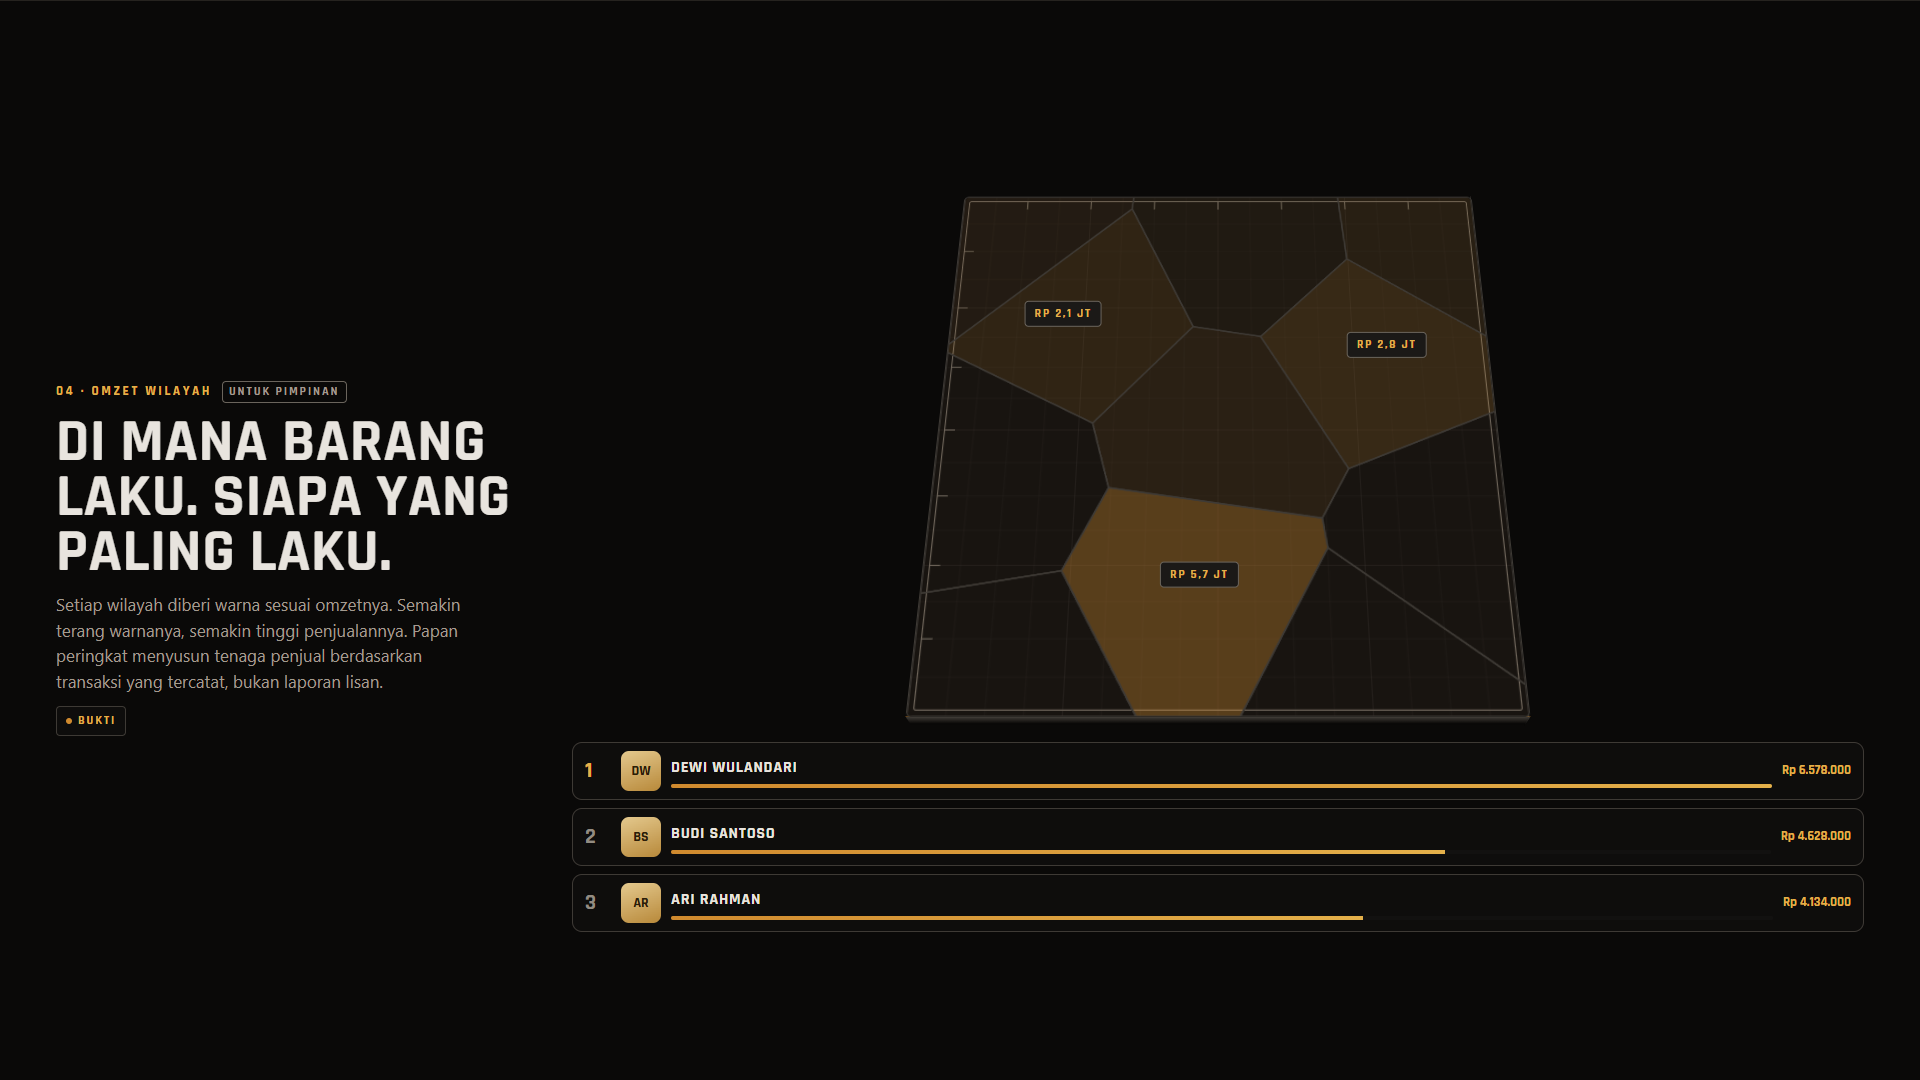 04 · OMZET WILAYAH UNTUK PIMPINAN
DI MANA BARANG
LAKU. SIAPA YANG
PALING LAKU.
Setiap wilayah diberi warna sesuai omzetnya. Semakin
terang warnanya, semakin tinggi penjualannya. Papan
peringkat menyusun tenaga penjual berdasarkan
transaksi yang tercatat, bukan laporan lisan.
BUKTI
RP 2,1 JT
RP 2,8 JT
RP 5,7 JT
1 DW DEWI WULANDARI Rp 6.578.000
2 BS BUDI SANTOSO Rp 4.628.000
3 AR ARI RAHMAN Rp 4.134.000